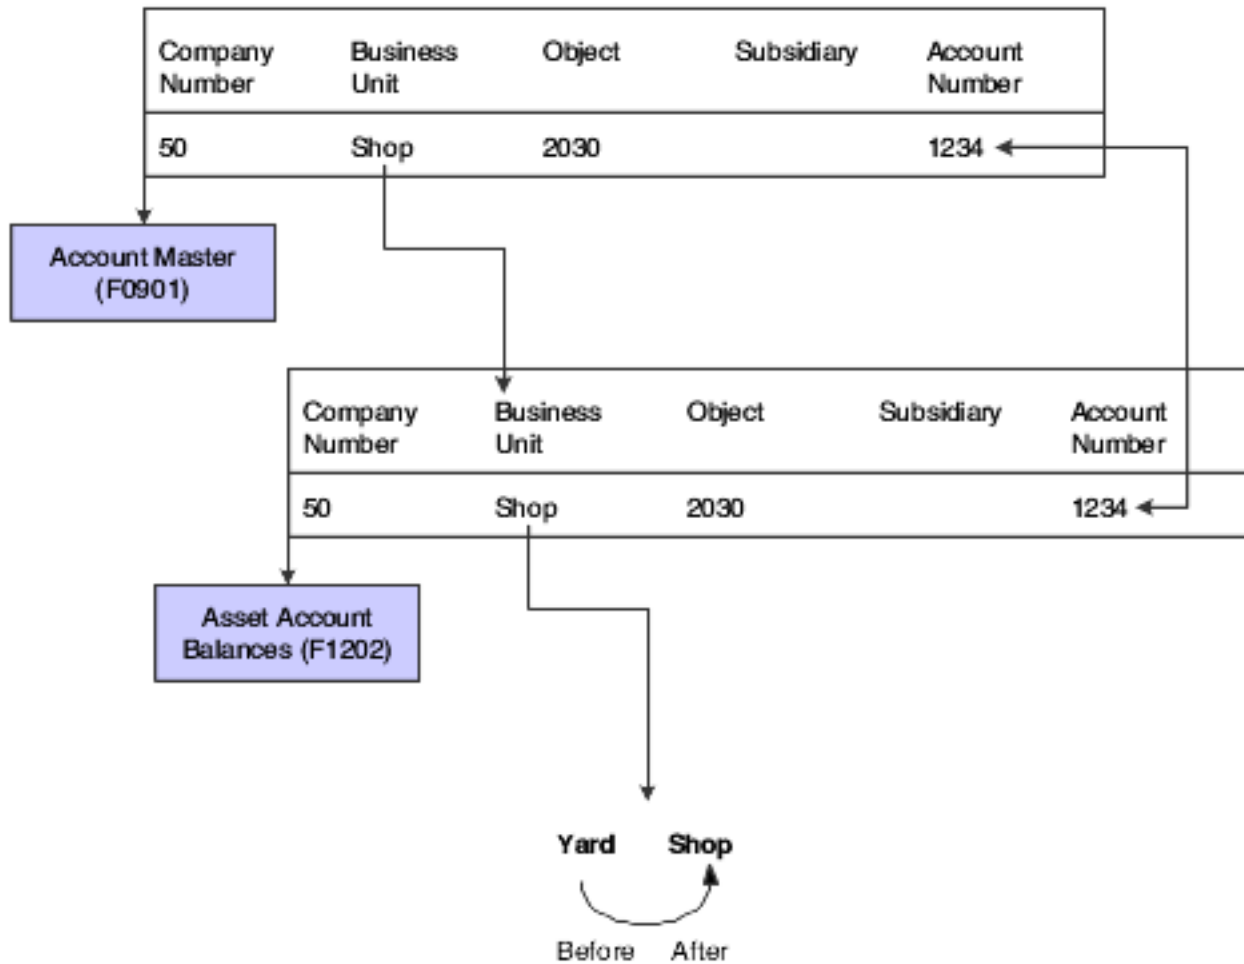 Company Number
Business Unit
Object
Subsidiary
Account Number
50
Shop
2030
1234
Account Master
(F0901)
Company Number
Business Unit
Object
Subsidiary
Account Number
50
Shop
2030
1234
Asset Account
Balances (F1202)
Yard Shop
Before After